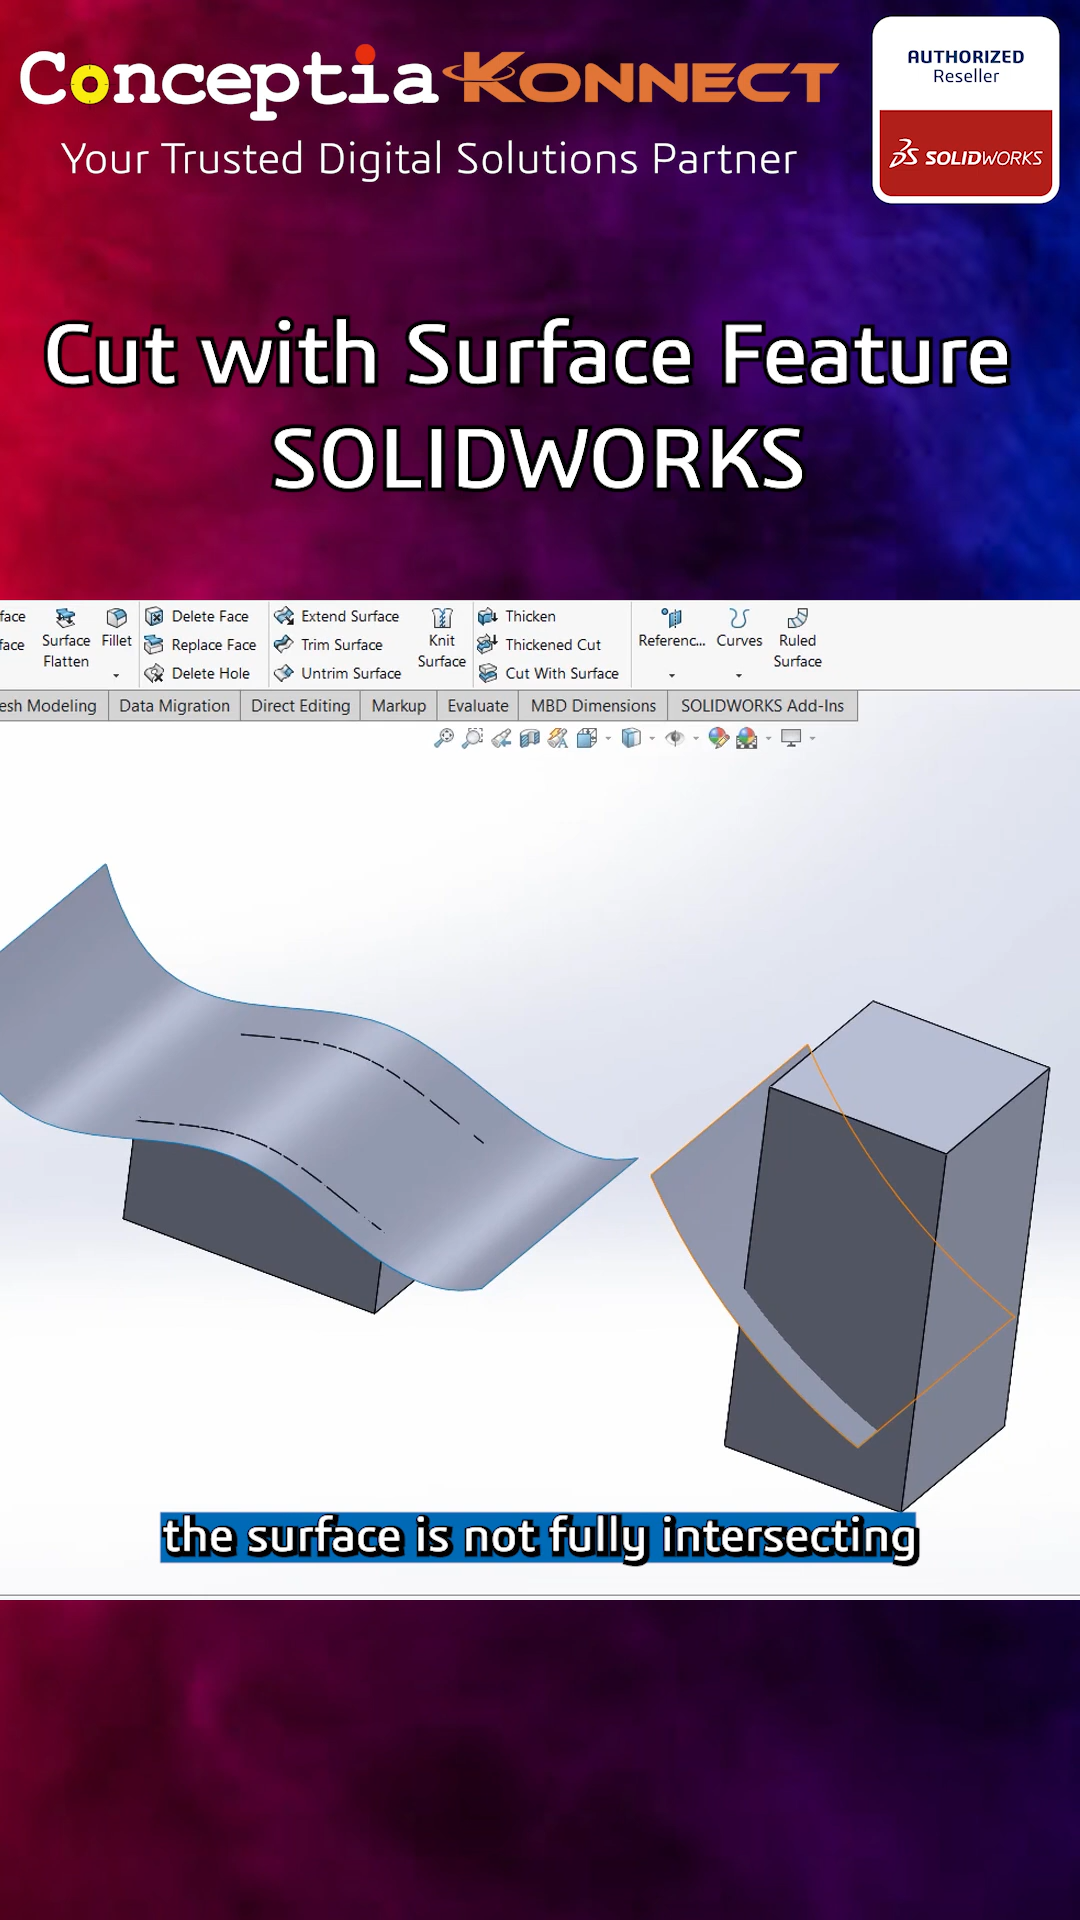 Conceptia KONNECT
Your Trusted Digital Solutions Partner
AUTHORIZED
Reseller
SOLIDWORKS
Cut with Surface Feature
SOLIDWORKS
face
face
Surface
Flatten
Fillet
Delete Face
Replace Face
Delete Hole
Extend Surface
Trim Surface
Untrim Surface
Knit
Surface
Thicken
Thickened Cut
Cut With Surface
Referenc...
Curves
Ruled
Surface
esh Modeling
Data Migration
Direct Editing
Markup
Evaluate
MBD Dimensions
SOLIDWORKS Add-Ins
the surface is not fully intersecting